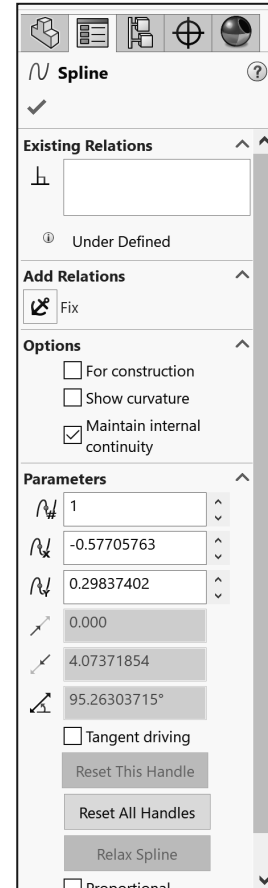 Spline
?
Existing Relations
Under Defined
Add Relations
Fix
Options
For construction
Show curvature
Maintain internal
continuity
Parameters
1
-0.57705763
0.29837402
0.000
4.07371854
95.26303715°
Tangent driving
Reset This Handle
Reset All Handles
Relax Spline
Proportional